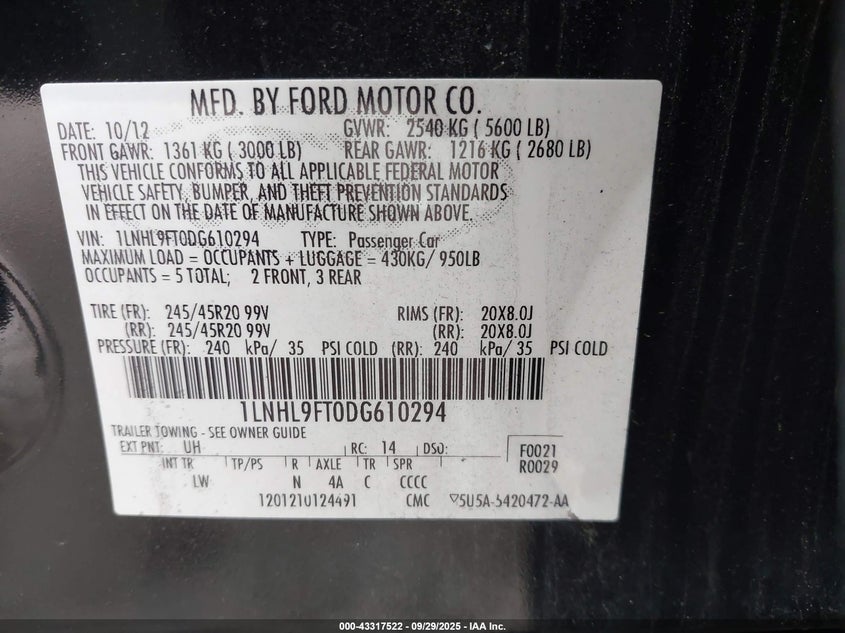 MFD. BY FORD MOTOR CO.
DATE: 10/12 GVWR: 2540 KG ( 5600 LB)
FRONT GAWR: 1361 KG ( 3000 LB) REAR GAWR: 1216 KG ( 2680 LB)
THIS VEHICLE CONFORMS TO ALL APPLICABLE FEDERAL MOTOR
VEHICLE SAFETY, BUMPER, AND THEFT PREVENTION STANDARDS
IN EFFECT ON THE DATE OF MANUFACTURE SHOWN ABOVE.
VIN: 1LNHL9FT0DG610294 TYPE: Passenger Car
MAXIMUM LOAD = OCCUPANTS + LUGGAGE = 430KG/ 950LB
OCCUPANTS = 5 TOTAL; 2 FRONT, 3 REAR
TIRE (FR): 245/45R20 99V RIMS (FR): 20X8.0J
(RR): 245/45R20 99V (RR): 20X8.0J
PRESSURE (FR): 240 kPa/ 35 PSI COLD (RR): 240 kPa/ 35 PSI COLD
1LNHL9FT0DG610294
TRAILER TOWING - SEE OWNER GUIDE
EXT PNT: UH RC: 14 DSO: F0021
R0029
INT TR TP/PS R AXLE TR SPR
LW N 4A C CCCC
1201210124491 CMC ▽5U5A-5420472-AA
000-43317522 - 09/29/2025 - IAA Inc.